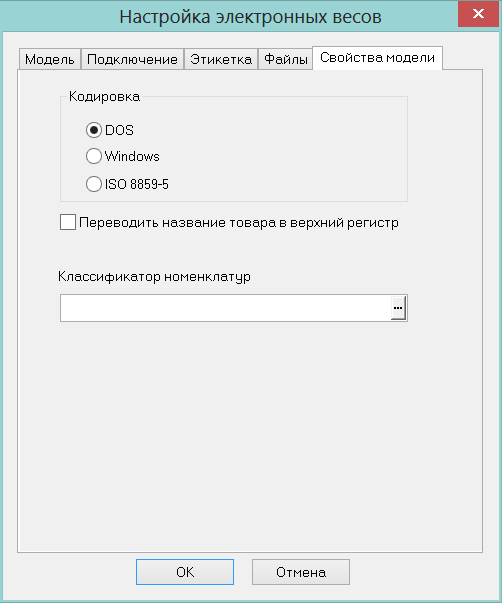 Настройка электронных весов
Модель Подключение Этикетка Файлы Свойства модели
Кодировка
DOS
Windows
ISO 8859-5
Переводить название товара в верхний регистр
Классификатор номенклатур
...
OK Отмена